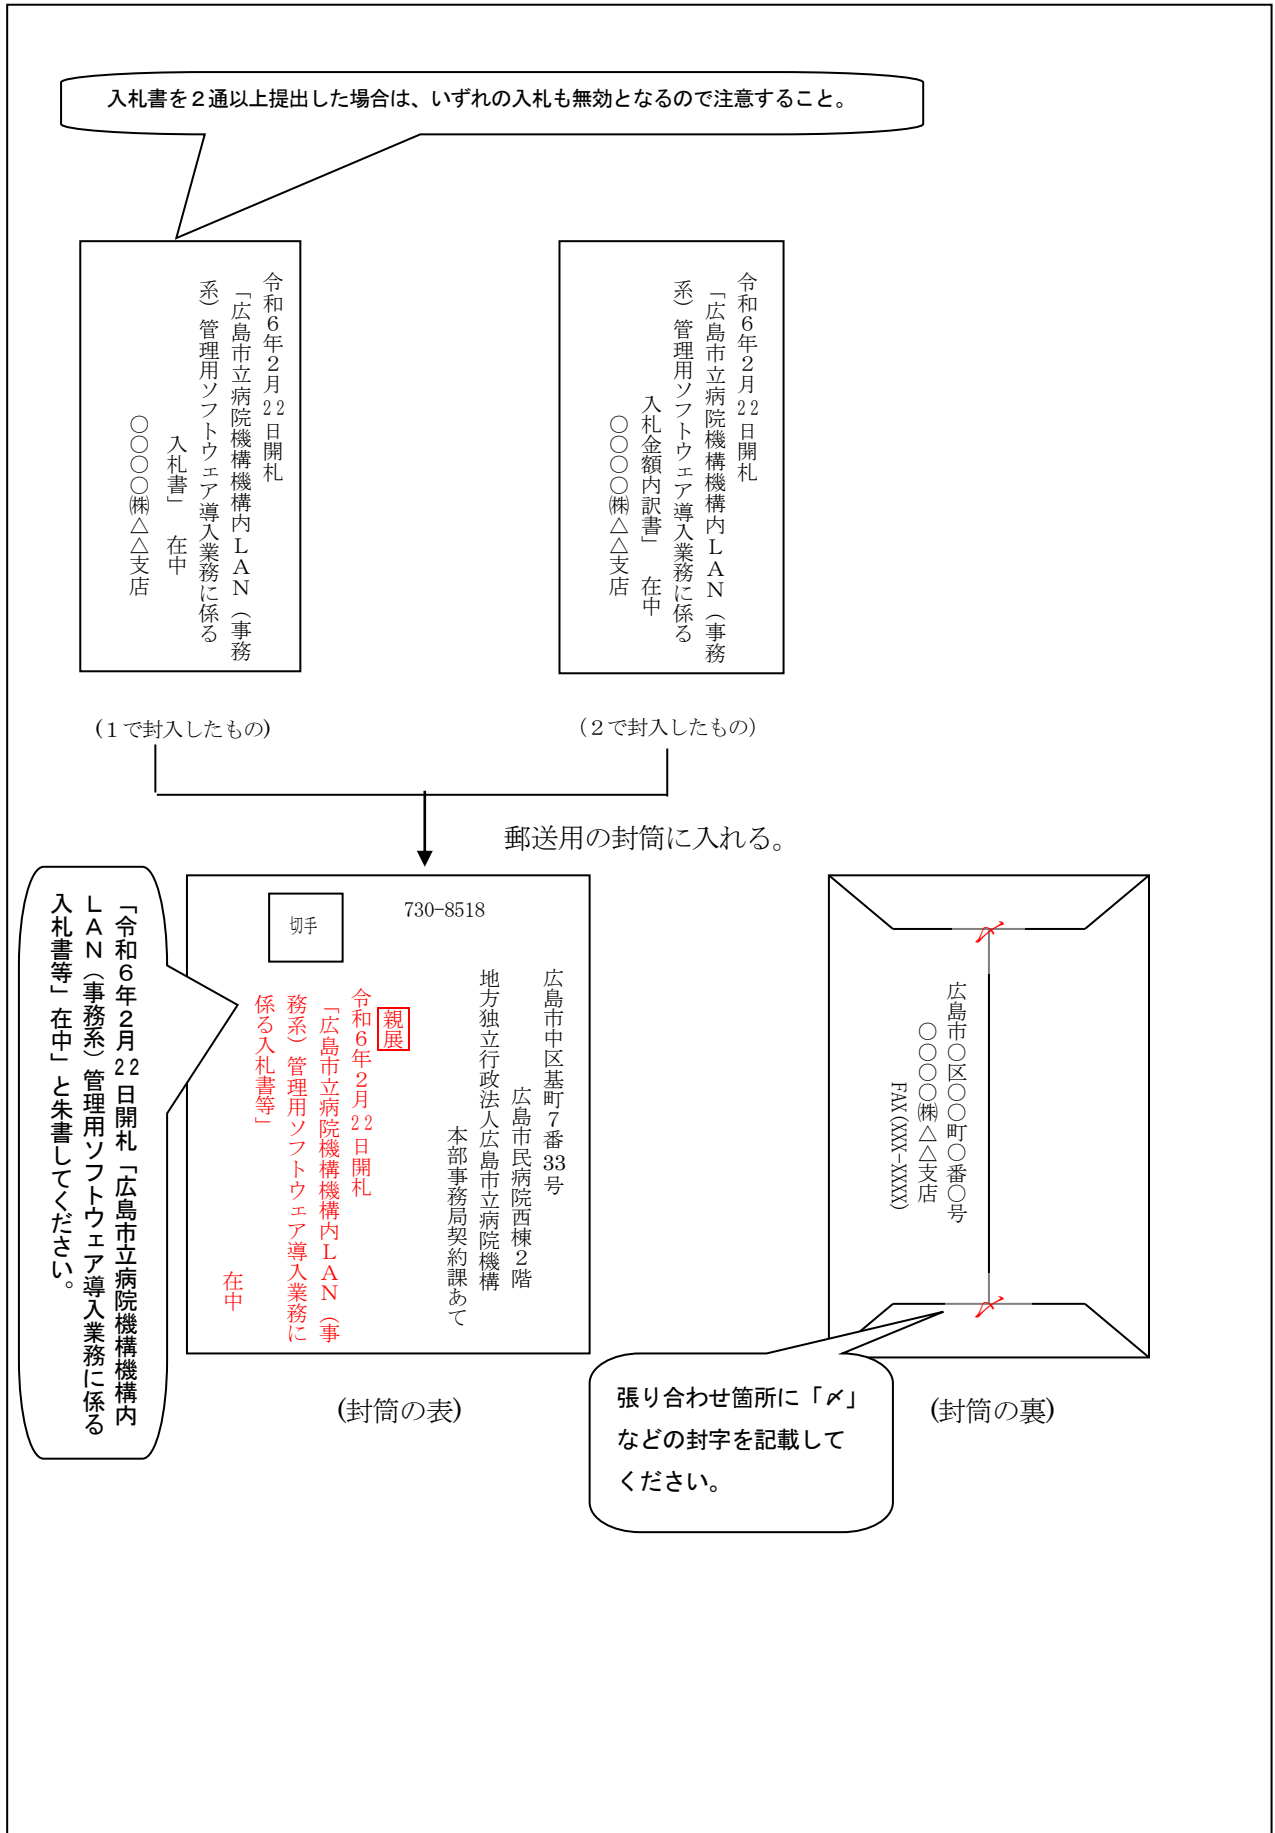 入札書を２通以上提出した場合は、いずれの入札も無効となるので注意すること。
令和６年２月22日開札
「広島市立病院機構機構内ＬＡＮ（事務
系）管理用ソフトウェア導入業務に係る
入札書」　在中
○○○○㈱△△支店
令和６年２月22日開札
「広島市立病院機構機構内ＬＡＮ（事務
系）管理用ソフトウェア導入業務に係る
入札金額内訳書」　在中
○○○○㈱△△支店
(１で封入したもの)
（２で封入したもの）
郵送用の封筒に入れる。
「令和６年２月22日開札「広島市立病院機構機構内
ＬＡＮ（事務系）管理用ソフトウェア導入業務に係る
入札書等」在中」と朱書してください。
切手
730-8518
広島市中区基町７番33号
広島市民病院西棟２階
地方独立行政法人広島市立病院機構
本部事務局契約課あて
親展
令和６年２月22日開札
「広島市立病院機構機構内ＬＡＮ（事
務系）管理用ソフトウェア導入業務に
係る入札書等」
在中
〆
広島市○区○○町○番○号
○○○○㈱△△支店
FAX(XXX-XXXX)
〆
(封筒の表)
張り合わせ箇所に「〆」
などの封字を記載して
ください。
(封筒の裏)